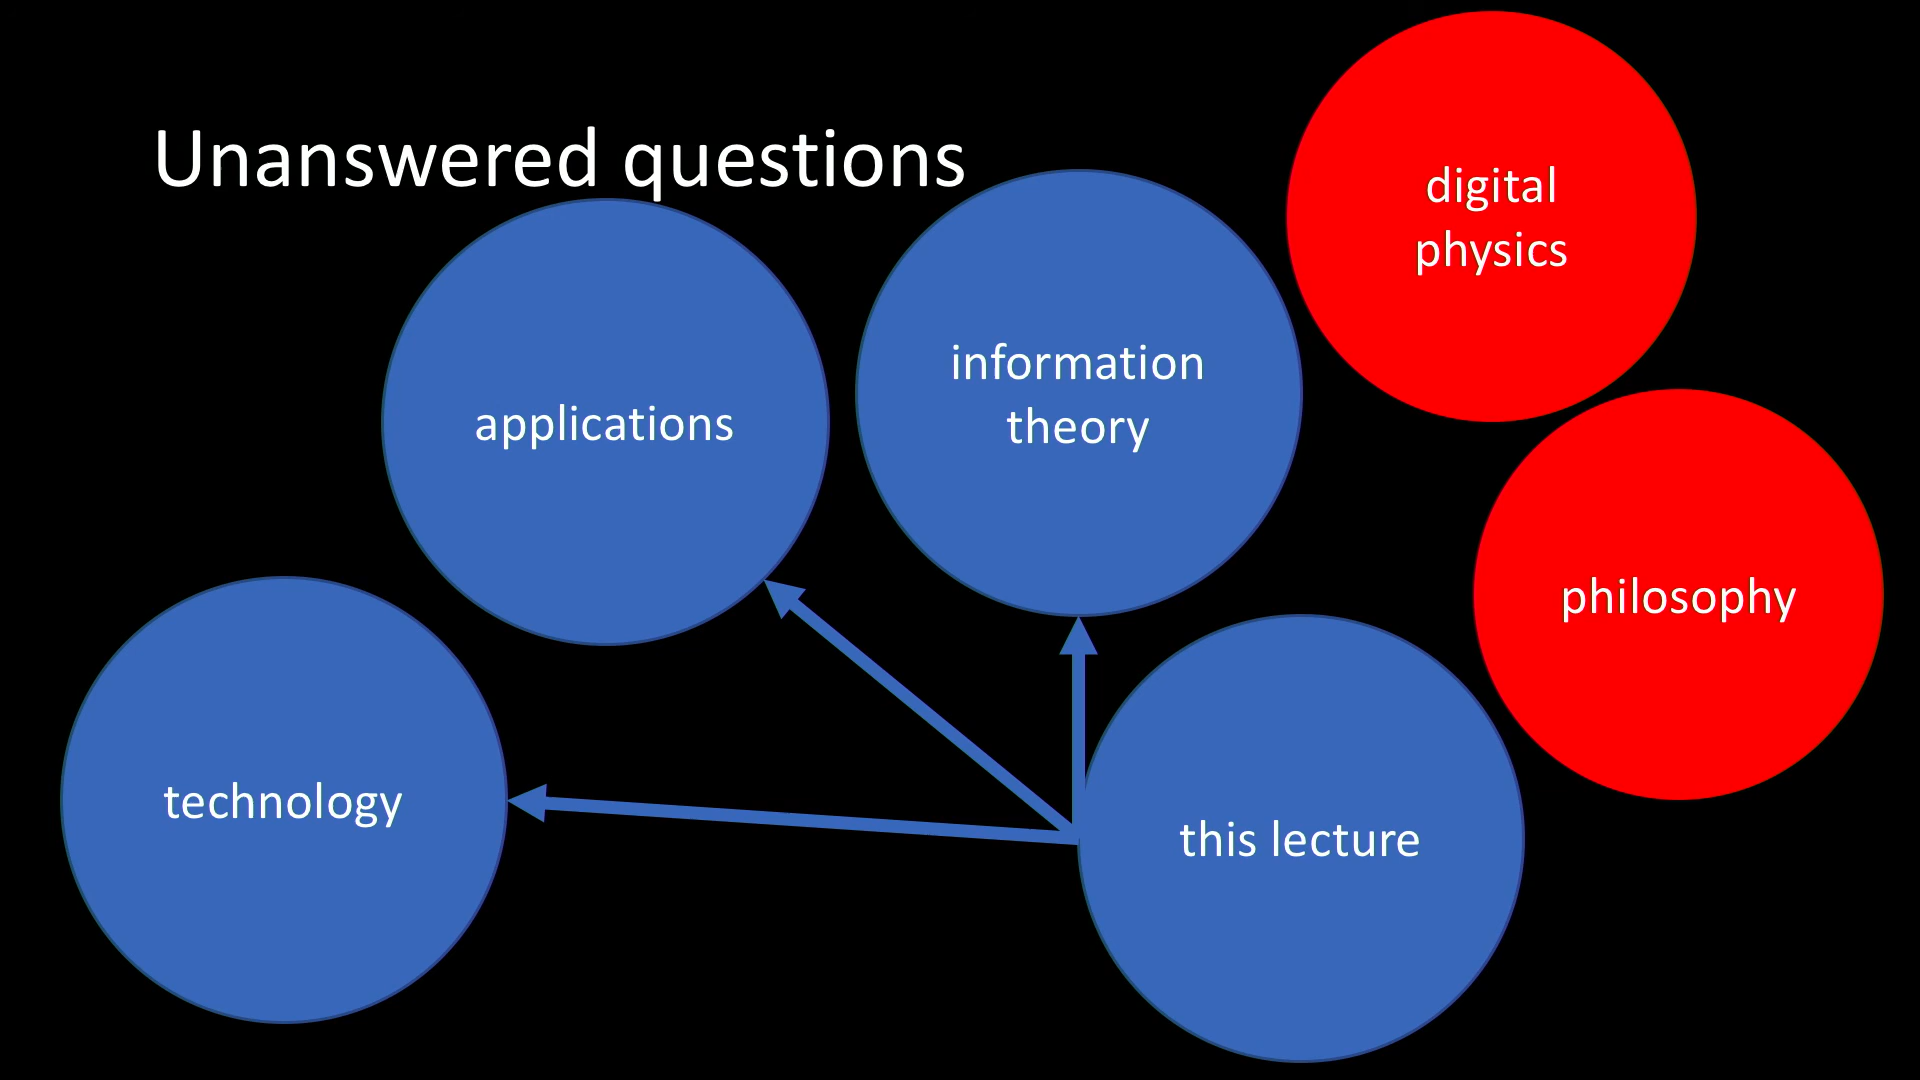 Unanswered questions
digital
physics
information
theory
applications
philosophy
technology
this lecture